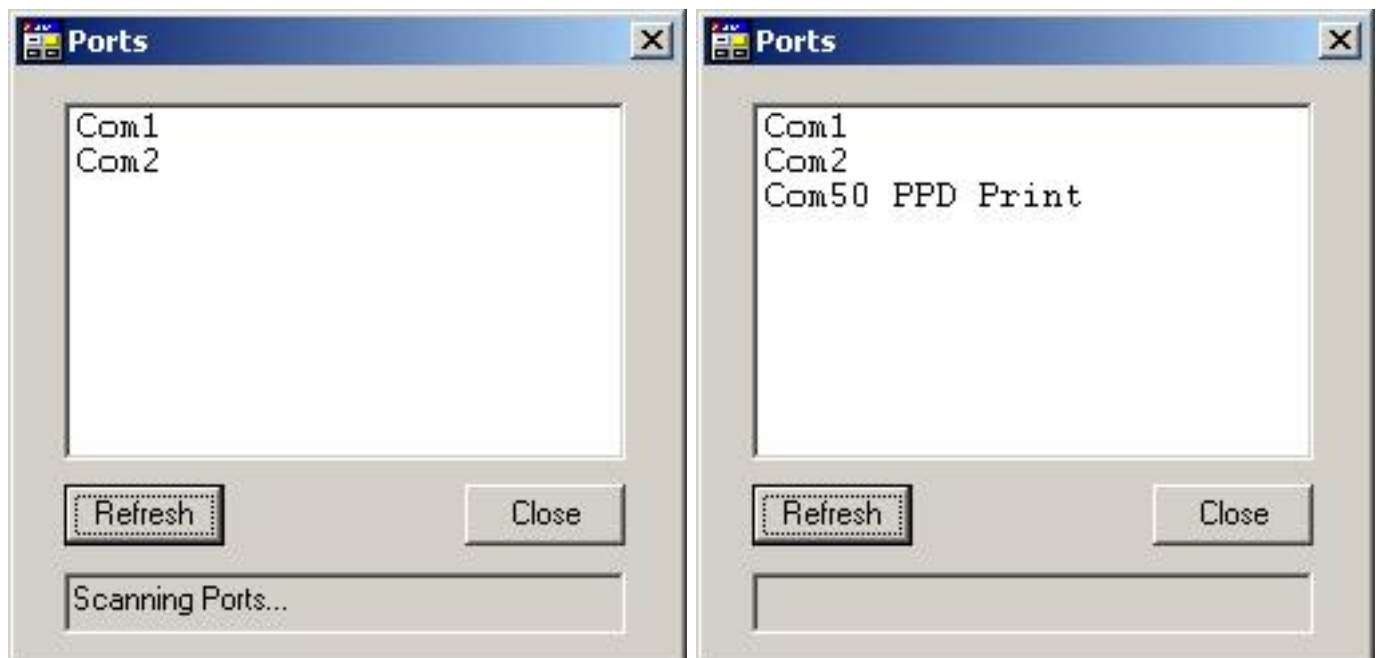 Ports
Com1
Com2
Refresh
Close
Scanning Ports...
Ports
Com1
Com2
Com50 PPD Print
Refresh
Close